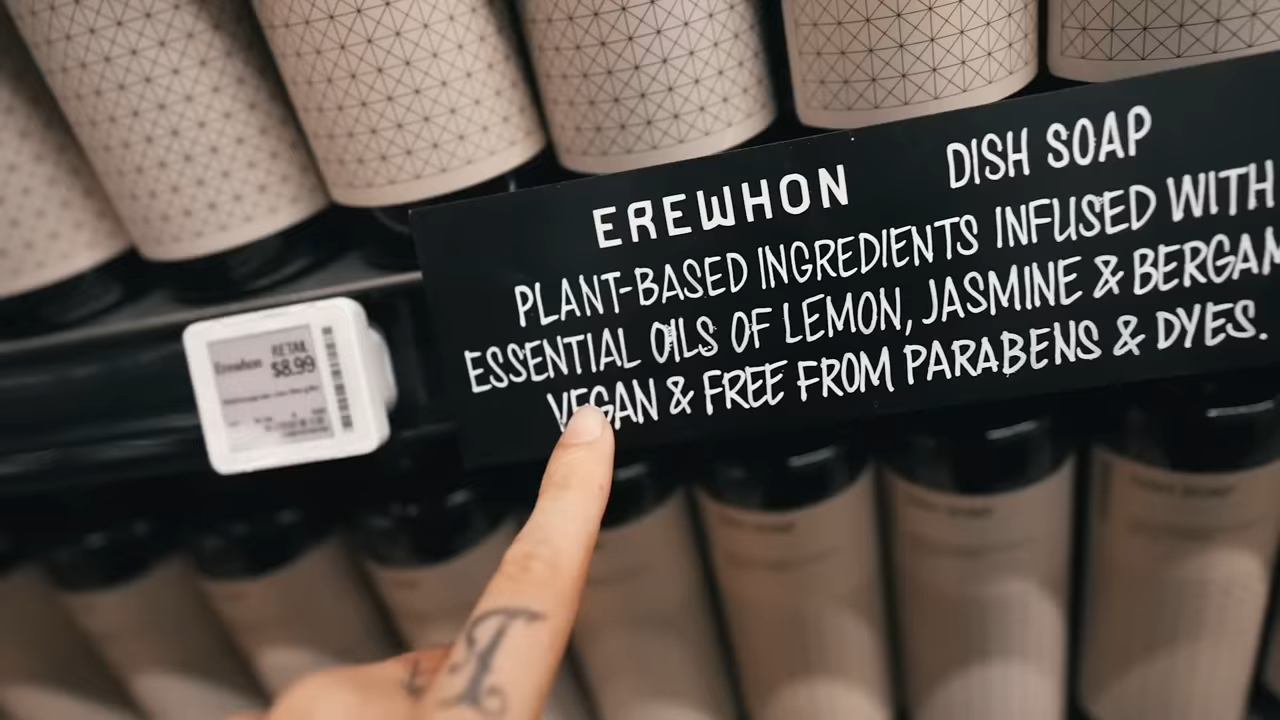 EREWHON DISH SOAP
PLANT-BASED INGREDIENTS INFUSED WITH
ESSENTIAL OILS OF LEMON, JASMINE & BERGAM
VEGAN & FREE FROM PARABENS & DYES.
Erewhon RETAIL
$8.99